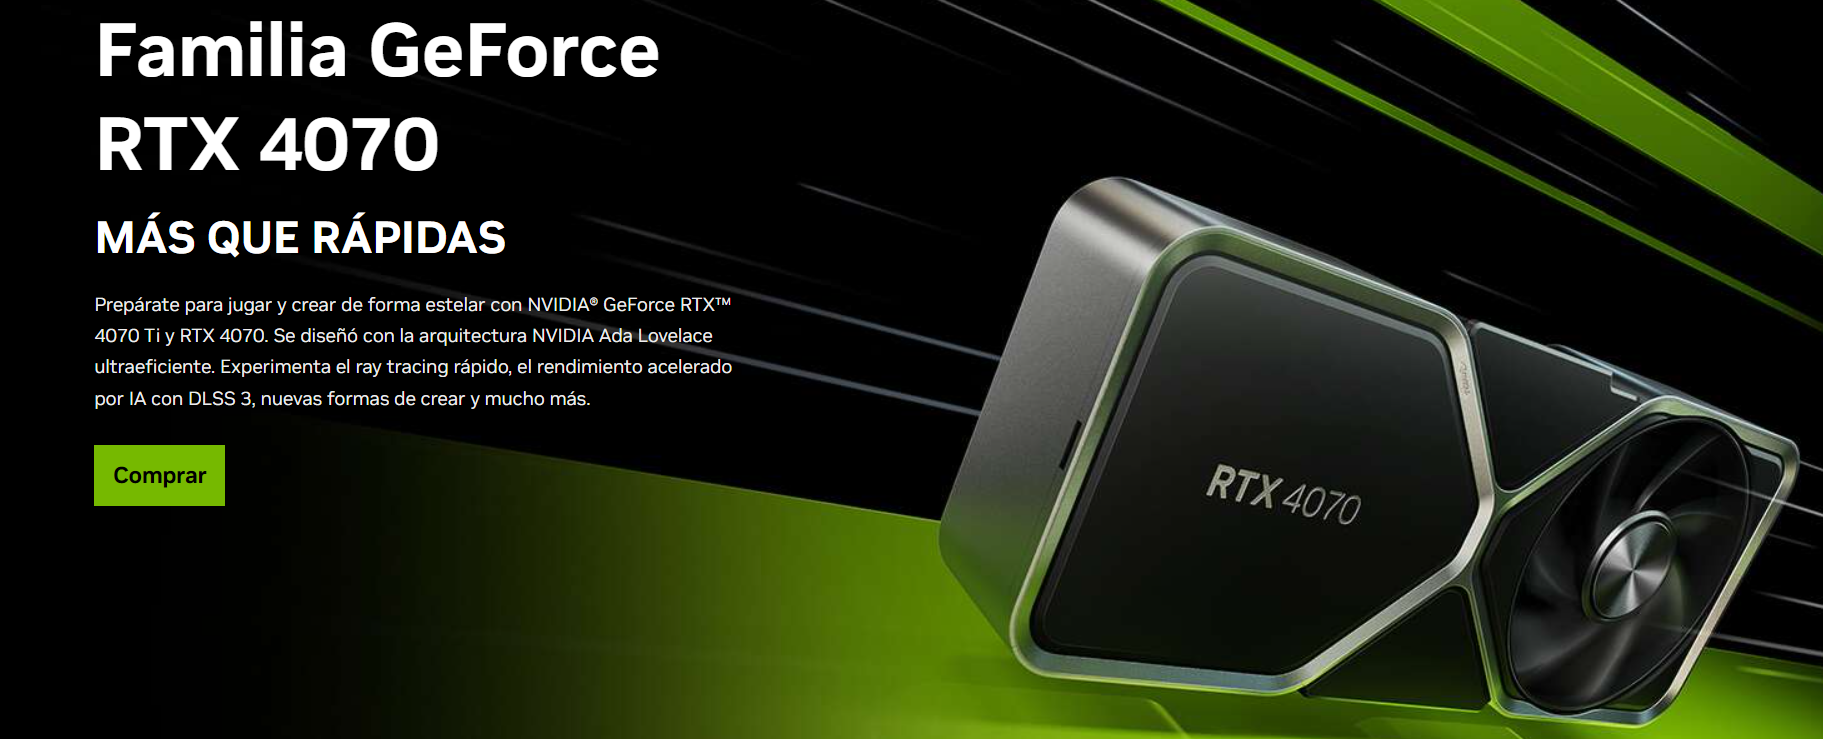 Familia GeForce
RTX 4070
MÁS QUE RÁPIDAS
Prepárate para jugar y crear de forma estelar con NVIDIA® GeForce RTX™
4070 Ti y RTX 4070. Se diseñó con la arquitectura NVIDIA Ada Lovelace
ultraeficiente. Experimenta el ray tracing rápido, el rendimiento acelerado
por IA con DLSS 3, nuevas formas de crear y mucho más.
Comprar
RTX 4070